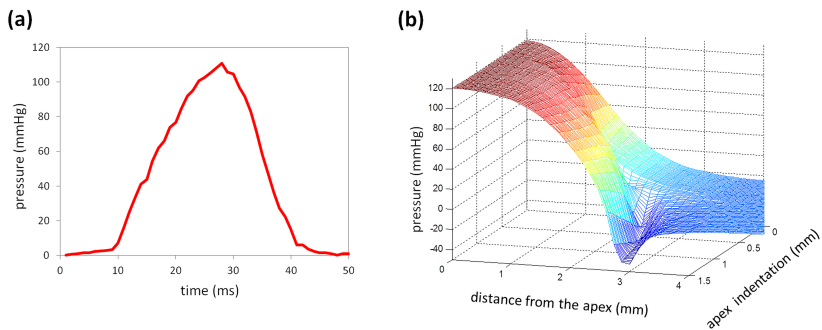 (a)
pressure (mmHg)
120
100
80
60
40
20
0
0 10 20 30 40 50
time (ms)
(b)
pressure (mmHg)
120
100
80
60
40
20
0
-20
-40
0 1 2 3 4
distance from the apex (mm)
0
0.5
1
1.5
apex indentation (mm)